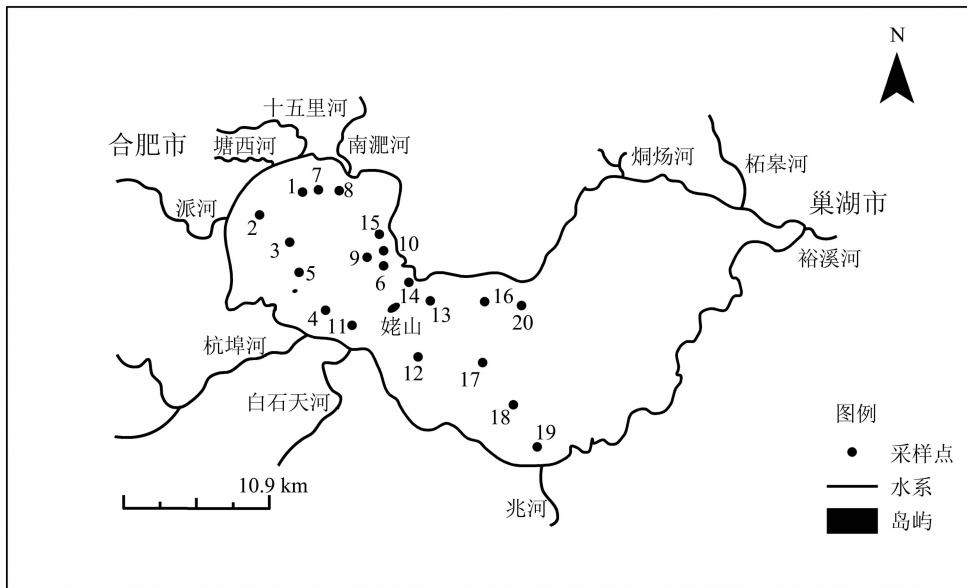 N
十五里河
合肥市
塘西河
南淝河
烔炀河
柘皋河
派河
巢湖市
裕溪河
1
7
8
2
15
3
10
9
5
6
14
13
16
20
4
11
姥山
杭埠河
12
17
白石天河
18
19
兆河
10.9 km
图例
采样点
水系
岛屿